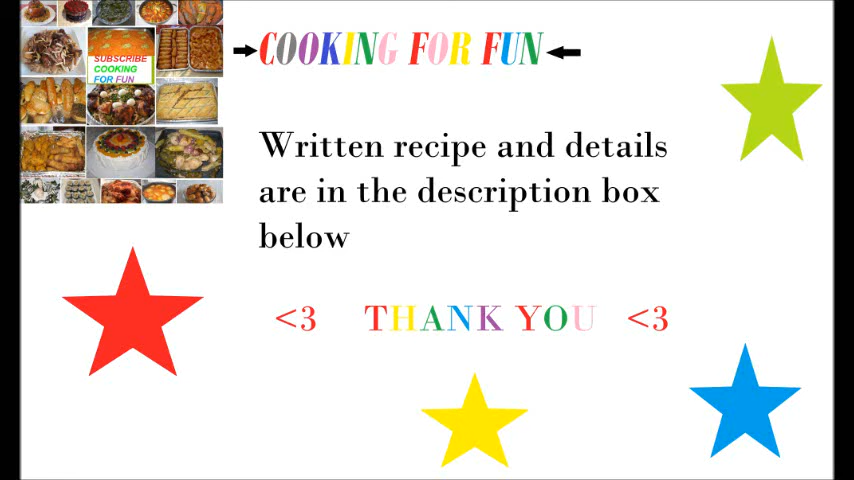 COOKING FOR FUN
SUBSCRIBE
COOKING
FOR FUN
Written recipe and details
are in the description box
below
<3 THANK YOU <3